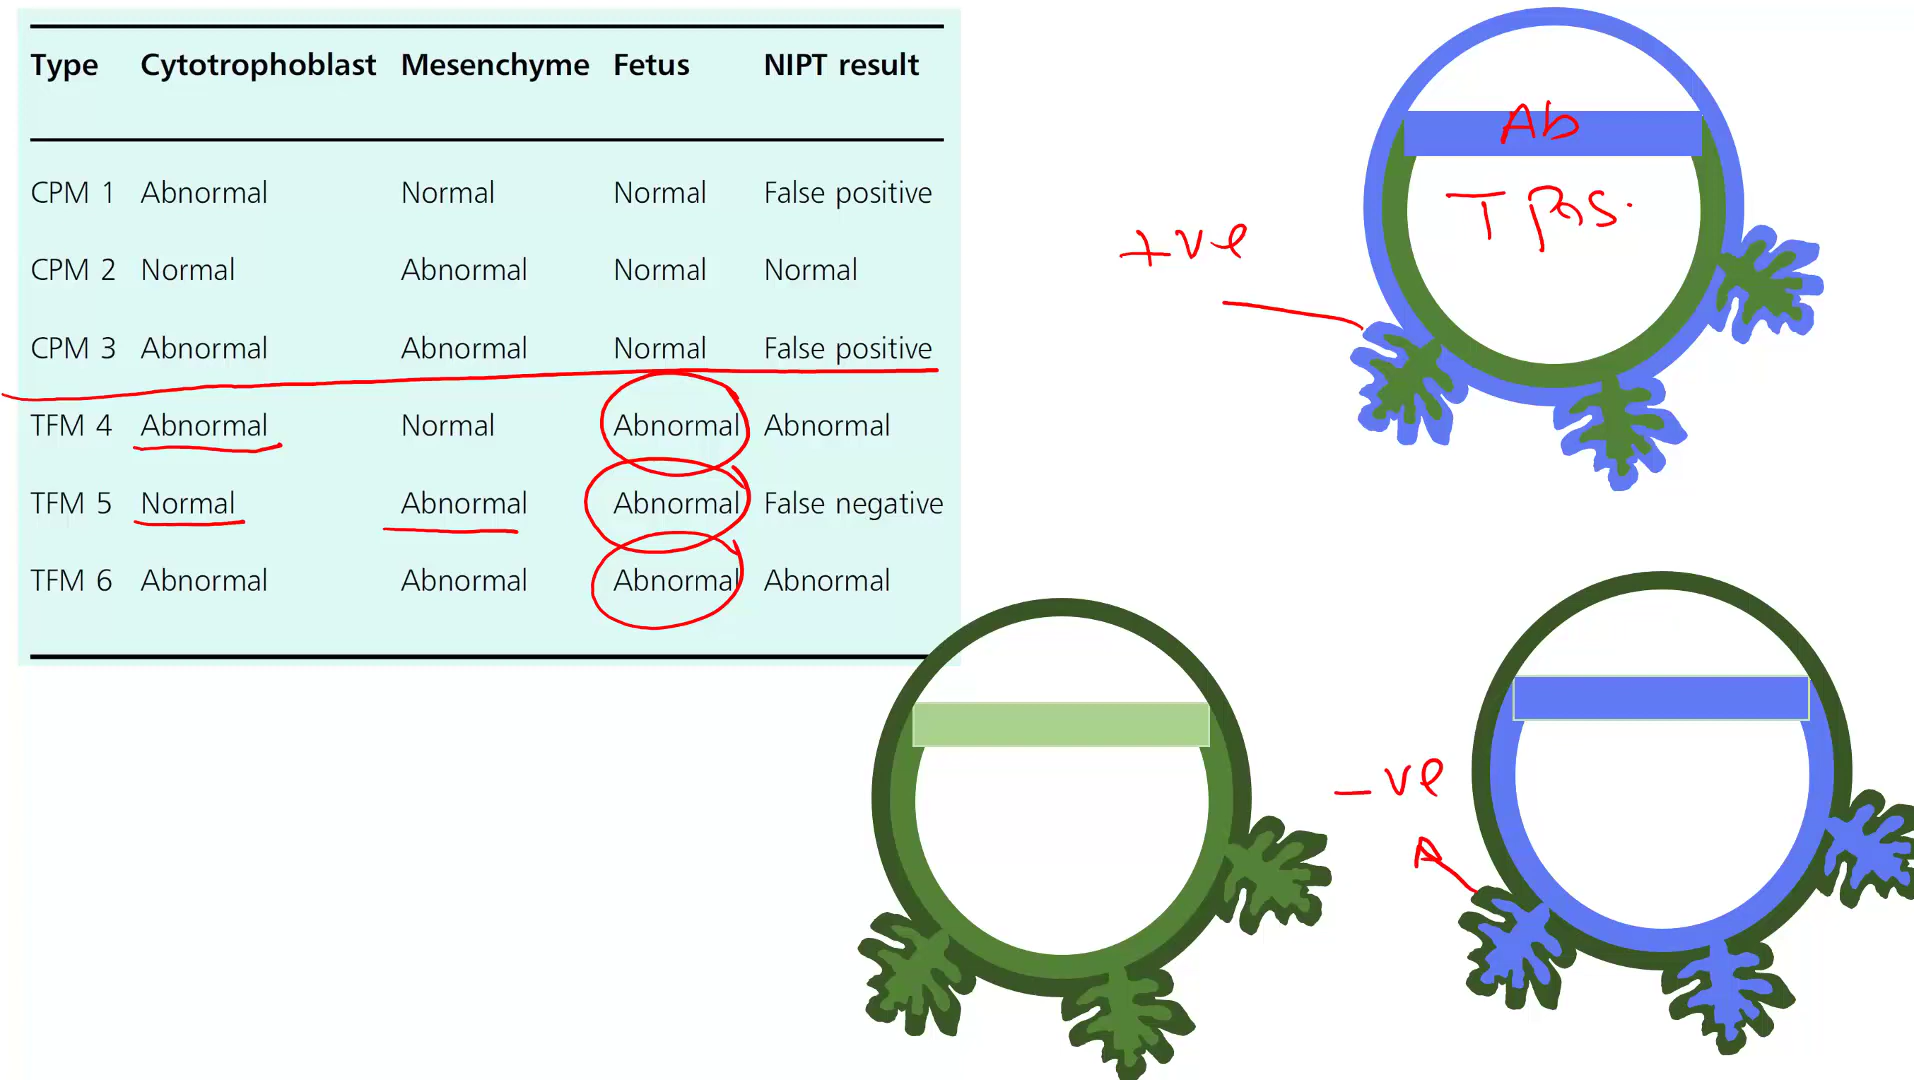 Type Cytotrophoblast Mesenchyme Fetus NIPT result
CPM 1 Abnormal Normal Normal False positive
CPM 2 Normal Abnormal Normal Normal
CPM 3 Abnormal Abnormal Normal False positive
TFM 4 Abnormal Normal Abnormal Abnormal
TFM 5 Normal Abnormal Abnormal False negative
TFM 6 Abnormal Abnormal Abnormal Abnormal
Ab
T pos.
+ve
-ve